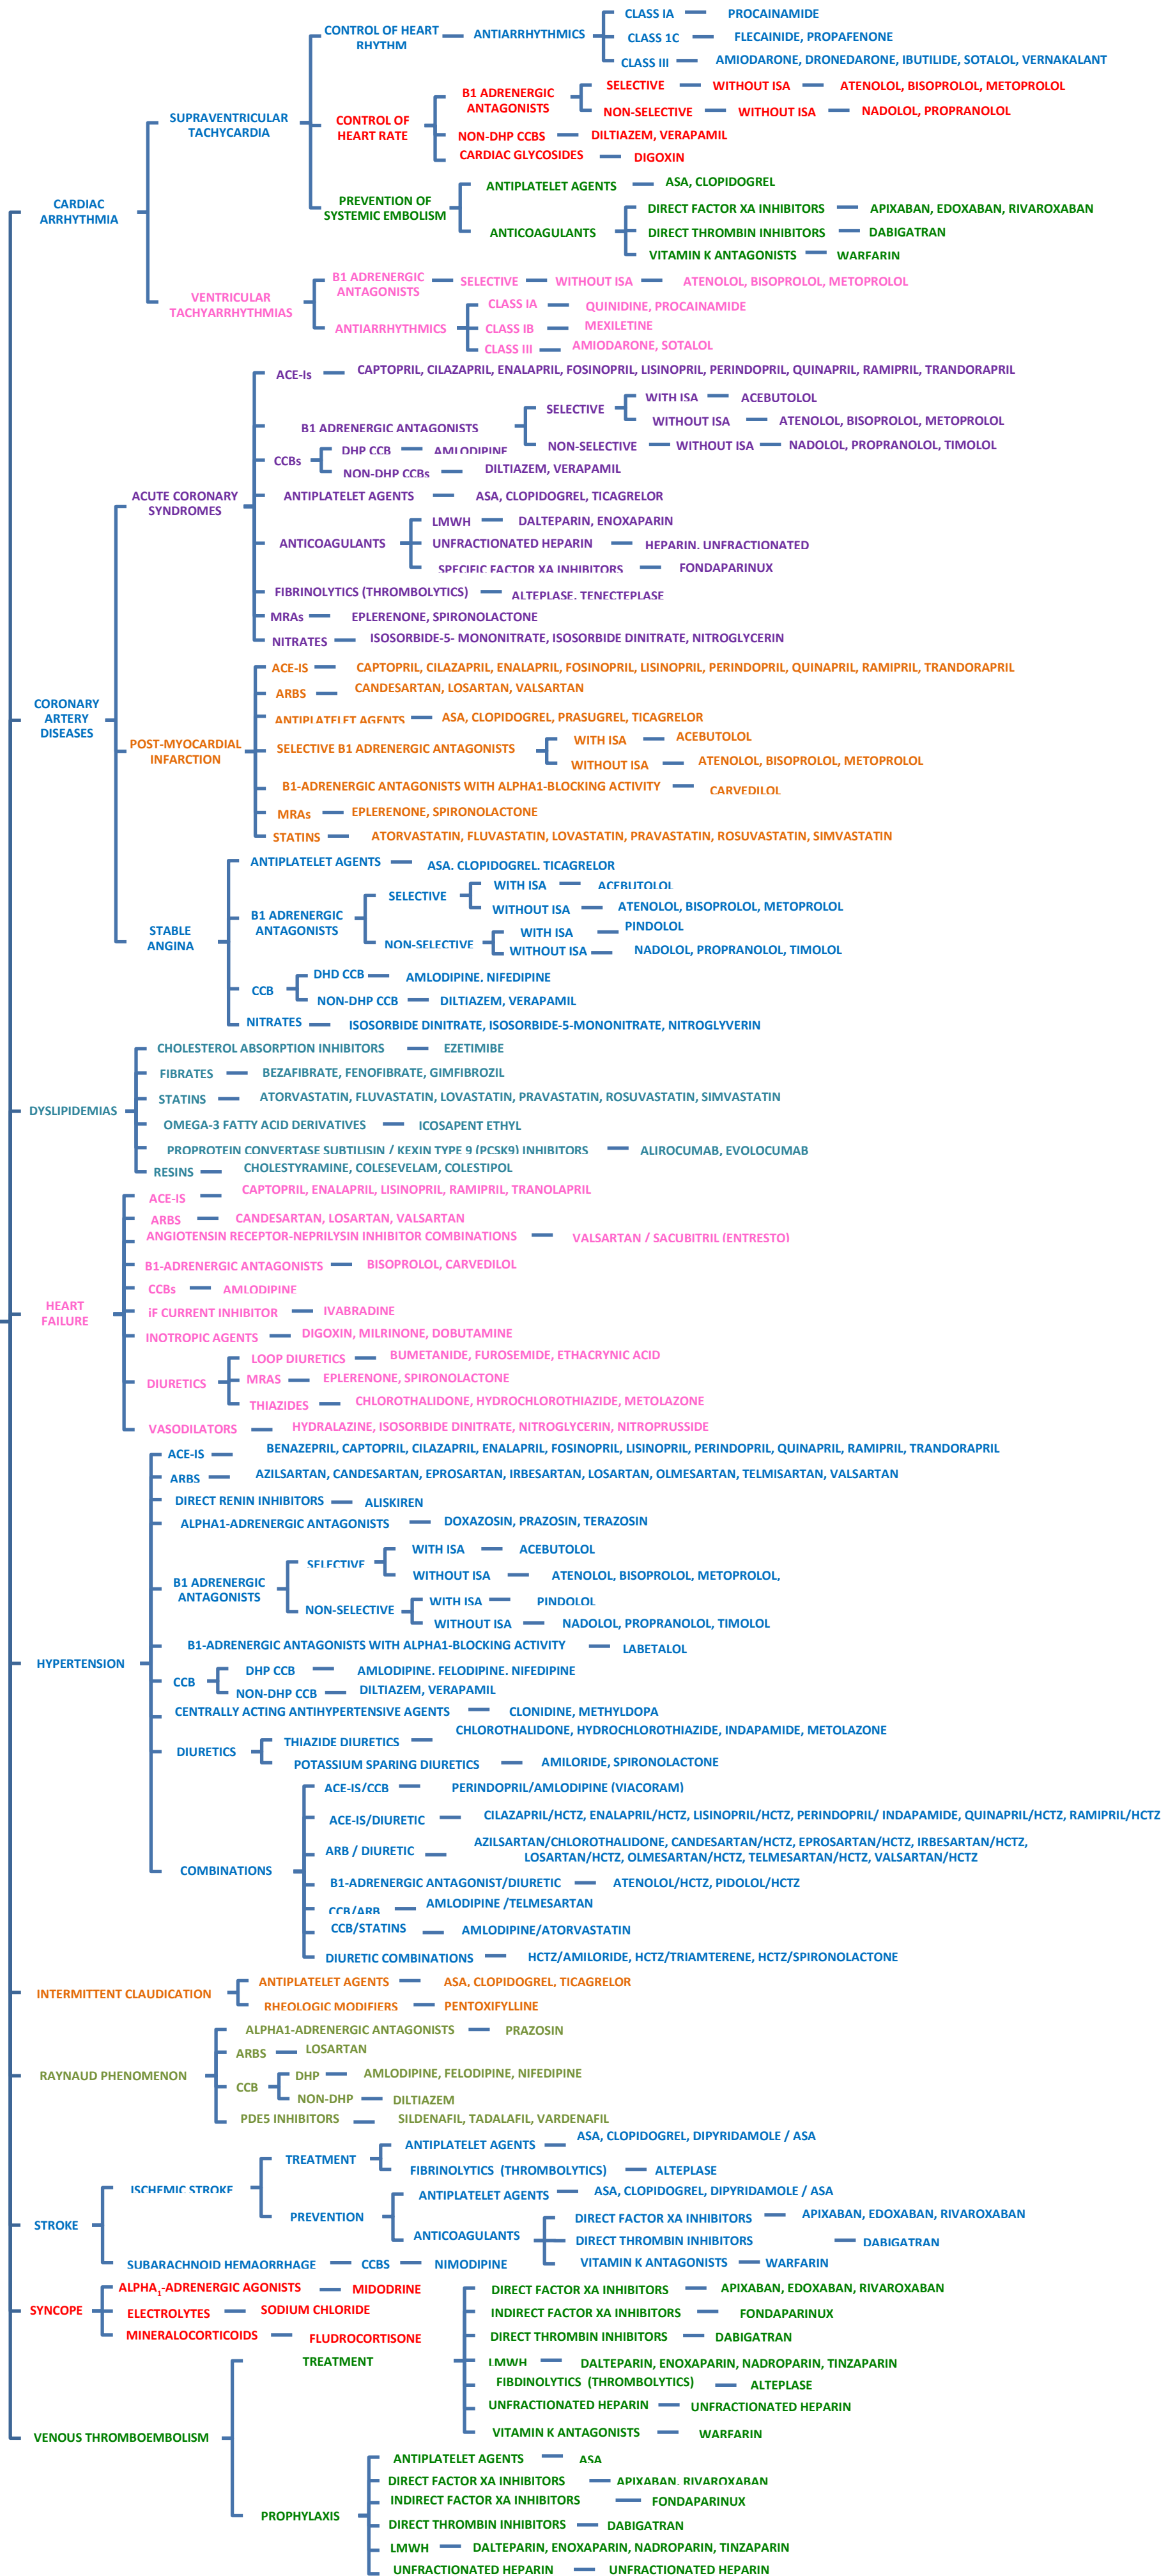 CLASS IA
PROCAINAMIDE
CONTROL OF HEART
RHYTHM
ANTIARRHYTHMICS
CLASS 1C
FLECAINIDE, PROPAFENONE
CLASS III
AMIODARONE, DRONEDARONE, IBUTILIDE, SOTALOL, VERNAKALANT
SUPRAVENTRICULAR
TACHYCARDIA
CONTROL OF
HEART RATE
B1 ADRENERGIC
ANTAGONISTS
SELECTIVE
WITHOUT ISA
ATENOLOL, BISOPROLOL, METOPROLOL
NON-SELECTIVE
WITHOUT ISA
NADOLOL, PROPRANOLOL
NON-DHP CCBS
DILTIAZEM, VERAPAMIL
CARDIAC GLYCOSIDES
DIGOXIN
PREVENTION OF
SYSTEMIC EMBOLISM
ANTIPLATELET AGENTS
ASA, CLOPIDOGREL
ANTICOAGULANTS
DIRECT FACTOR XA INHIBITORS
APIXABAN, EDOXABAN, RIVAROXABAN
DIRECT THROMBIN INHIBITORS
DABIGATRAN
VITAMIN K ANTAGONISTS
WARFARIN
CARDIAC
ARRHYTHMIA
VENTRICULAR
TACHYARRHYTHMIAS
B1 ADRENERGIC
ANTAGONISTS
SELECTIVE
WITHOUT ISA
ATENOLOL, BISOPROLOL, METOPROLOL
ANTIARRHYTHMICS
CLASS IA
QUINIDINE, PROCAINAMIDE
CLASS IB
MEXILETINE
CLASS III
AMIODARONE, SOTALOL
CORONARY
ARTERY
DISEASES
ACUTE CORONARY
SYNDROMES
ACE-Is
CAPTOPRIL, CILAZAPRIL, ENALAPRIL, FOSINOPRIL, LISINOPRIL, PERINDOPRIL, QUINAPRIL, RAMIPRIL, TRANDORAPRIL
B1 ADRENERGIC ANTAGONISTS
SELECTIVE
WITH ISA
ACEBUTOLOL
WITHOUT ISA
ATENOLOL, BISOPROLOL, METOPROLOL
NON-SELECTIVE
WITHOUT ISA
NADOLOL, PROPRANOLOL, TIMOLOL
CCBs
DHP CCB
AMLODIPINE
NON-DHP CCBs
DILTIAZEM, VERAPAMIL
ANTIPLATELET AGENTS
ASA, CLOPIDOGREL, TICAGRELOR
ANTICOAGULANTS
LMWH
DALTEPARIN, ENOXAPARIN
UNFRACTIONATED HEPARIN
HEPARIN, UNFRACTIONATED
SPECIFIC FACTOR XA INHIBITORS
FONDAPARINUX
FIBRINOLYTICS (THROMBOLYTICS)
ALTEPLASE, TENECTEPLASE
MRAs
EPLERENONE, SPIRONOLACTONE
NITRATES
ISOSORBIDE-5- MONONITRATE, ISOSORBIDE DINITRATE, NITROGLYCERIN
POST-MYOCARDIAL
INFARCTION
ACE-IS
CAPTOPRIL, CILAZAPRIL, ENALAPRIL, FOSINOPRIL, LISINOPRIL, PERINDOPRIL, QUINAPRIL, RAMIPRIL, TRANDORAPRIL
ARBS
CANDESARTAN, LOSARTAN, VALSARTAN
ANTIPLATELET AGENTS
ASA, CLOPIDOGREL, PRASUGREL, TICAGRELOR
SELECTIVE B1 ADRENERGIC ANTAGONISTS
WITH ISA
ACEBUTOLOL
WITHOUT ISA
ATENOLOL, BISOPROLOL, METOPROLOL
B1-ADRENERGIC ANTAGONISTS WITH ALPHA1-BLOCKING ACTIVITY
CARVEDILOL
MRAs
EPLERENONE, SPIRONOLACTONE
STATINS
ATORVASTATIN, FLUVASTATIN, LOVASTATIN, PRAVASTATIN, ROSUVASTATIN, SIMVASTATIN
STABLE
ANGINA
ANTIPLATELET AGENTS
ASA, CLOPIDOGREL, TICAGRELOR
B1 ADRENERGIC
ANTAGONISTS
SELECTIVE
WITH ISA
ACEBUTOLOL
WITHOUT ISA
ATENOLOL, BISOPROLOL, METOPROLOL
NON-SELECTIVE
WITH ISA
PINDOLOL
WITHOUT ISA
NADOLOL, PROPRANOLOL, TIMOLOL
CCB
DHD CCB
AMLODIPINE, NIFEDIPINE
NON-DHP CCB
DILTIAZEM, VERAPAMIL
NITRATES
ISOSORBIDE DINITRATE, ISOSORBIDE-5-MONONITRATE, NITROGLYVERIN
DYSLIPIDEMIAS
CHOLESTEROL ABSORPTION INHIBITORS
EZETIMIBE
FIBRATES
BEZAFIBRATE, FENOFIBRATE, GIMFIBROZIL
STATINS
ATORVASTATIN, FLUVASTATIN, LOVASTATIN, PRAVASTATIN, ROSUVASTATIN, SIMVASTATIN
OMEGA-3 FATTY ACID DERIVATIVES
ICOSAPENT ETHYL
PROPROTEIN CONVERTASE SUBTILISIN / KEXIN TYPE 9 (PCSK9) INHIBITORS
ALIROCUMAB, EVOLOCUMAB
RESINS
CHOLESTYRAMINE, COLESEVELAM, COLESTIPOL
HEART
FAILURE
ACE-IS
CAPTOPRIL, ENALAPRIL, LISINOPRIL, RAMIPRIL, TRANOLAPRIL
ARBS
CANDESARTAN, LOSARTAN, VALSARTAN
ANGIOTENSIN RECEPTOR-NEPRILYSIN INHIBITOR COMBINATIONS
VALSARTAN / SACUBITRIL (ENTRESTO)
B1-ADRENERGIC ANTAGONISTS
BISOPROLOL, CARVEDILOL
CCBs
AMLODIPINE
iF CURRENT INHIBITOR
IVABRADINE
INOTROPIC AGENTS
DIGOXIN, MILRINONE, DOBUTAMINE
DIURETICS
LOOP DIURETICS
BUMETANIDE, FUROSEMIDE, ETHACRYNIC ACID
MRAS
EPLERENONE, SPIRONOLACTONE
THIAZIDES
CHLOROTHALIDONE, HYDROCHLOROTHIAZIDE, METOLAZONE
VASODILATORS
HYDRALAZINE, ISOSORBIDE DINITRATE, NITROGLYCERIN, NITROPRUSSIDE
HYPERTENSION
ACE-IS
BENAZEPRIL, CAPTOPRIL, CILAZAPRIL, ENALAPRIL, FOSINOPRIL, LISINOPRIL, PERINDOPRIL, QUINAPRIL, RAMIPRIL, TRANDORAPRIL
ARBS
AZILSARTAN, CANDESARTAN, EPROSARTAN, IRBESARTAN, LOSARTAN, OLMESARTAN, TELMISARTAN, VALSARTAN
DIRECT RENIN INHIBITORS
ALISKIREN
ALPHA1-ADRENERGIC ANTAGONISTS
DOXAZOSIN, PRAZOSIN, TERAZOSIN
B1 ADRENERGIC
ANTAGONISTS
SELECTIVE
WITH ISA
ACEBUTOLOL
WITHOUT ISA
ATENOLOL, BISOPROLOL, METOPROLOL,
NON-SELECTIVE
WITH ISA
PINDOLOL
WITHOUT ISA
NADOLOL, PROPRANOLOL, TIMOLOL
B1-ADRENERGIC ANTAGONISTS WITH ALPHA1-BLOCKING ACTIVITY
LABETALOL
CCB
DHP CCB
AMLODIPINE, FELODIPINE, NIFEDIPINE
NON-DHP CCB
DILTIAZEM, VERAPAMIL
CENTRALLY ACTING ANTIHYPERTENSIVE AGENTS
CLONIDINE, METHYLDOPA
DIURETICS
THIAZIDE DIURETICS
CHLOROTHALIDONE, HYDROCHLOROTHIAZIDE, INDAPAMIDE, METOLAZONE
POTASSIUM SPARING DIURETICS
AMILORIDE, SPIRONOLACTONE
COMBINATIONS
ACE-IS/CCB
PERINDOPRIL/AMLODIPINE (VIACORAM)
ACE-IS/DIURETIC
CILAZAPRIL/HCTZ, ENALAPRIL/HCTZ, LISINOPRIL/HCTZ, PERINDOPRIL/ INDAPAMIDE, QUINAPRIL/HCTZ, RAMIPRIL/HCTZ
ARB / DIURETIC
AZILSARTAN/CHLOROTHALIDONE, CANDESARTAN/HCTZ, EPROSARTAN/HCTZ, IRBESARTAN/HCTZ,
LOSARTAN/HCTZ, OLMESARTAN/HCTZ, TELMESARTAN/HCTZ, VALSARTAN/HCTZ
B1-ADRENERGIC ANTAGONIST/DIURETIC
ATENOLOL/HCTZ, PIDOLOL/HCTZ
CCB/ARB
AMLODIPINE /TELMESARTAN
CCB/STATINS
AMLODIPINE/ATORVASTATIN
DIURETIC COMBINATIONS
HCTZ/AMILORIDE, HCTZ/TRIAMTERENE, HCTZ/SPIRONOLACTONE
INTERMITTENT CLAUDICATION
ANTIPLATELET AGENTS
ASA, CLOPIDOGREL, TICAGRELOR
RHEOLOGIC MODIFIERS
PENTOXIFYLLINE
RAYNAUD PHENOMENON
ALPHA1-ADRENERGIC ANTAGONISTS
PRAZOSIN
ARBS
LOSARTAN
CCB
DHP
AMLODIPINE, FELODIPINE, NIFEDIPINE
NON-DHP
DILTIAZEM
PDE5 INHIBITORS
SILDENAFIL, TADALAFIL, VARDENAFIL
STROKE
ISCHEMIC STROKE
TREATMENT
ANTIPLATELET AGENTS
ASA, CLOPIDOGREL, DIPYRIDAMOLE / ASA
FIBRINOLYTICS (THROMBOLYTICS)
ALTEPLASE
PREVENTION
ANTIPLATELET AGENTS
ASA, CLOPIDOGREL, DIPYRIDAMOLE / ASA
ANTICOAGULANTS
DIRECT FACTOR XA INHIBITORS
APIXABAN, EDOXABAN, RIVAROXABAN
DIRECT THROMBIN INHIBITORS
DABIGATRAN
VITAMIN K ANTAGONISTS
WARFARIN
SUBARACHNOID HEMAORRHAGE
CCBS
NIMODIPINE
SYNCOPE
ALPHA1-ADRENERGIC AGONISTS
MIDODRINE
ELECTROLYTES
SODIUM CHLORIDE
MINERALOCORTICOIDS
FLUDROCORTISONE
VENOUS THROMBOEMBOLISM
TREATMENT
DIRECT FACTOR XA INHIBITORS
APIXABAN, EDOXABAN, RIVAROXABAN
INDIRECT FACTOR XA INHIBITORS
FONDAPARINUX
DIRECT THROMBIN INHIBITORS
DABIGATRAN
LMWH
DALTEPARIN, ENOXAPARIN, NADROPARIN, TINZAPARIN
FIBDINOLYTICS (THROMBOLYTICS)
ALTEPLASE
UNFRACTIONATED HEPARIN
UNFRACTIONATED HEPARIN
VITAMIN K ANTAGONISTS
WARFARIN
PROPHYLAXIS
ANTIPLATELET AGENTS
ASA
DIRECT FACTOR XA INHIBITORS
APIXABAN, RIVAROXABAN
INDIRECT FACTOR XA INHIBITORS
FONDAPARINUX
DIRECT THROMBIN INHIBITORS
DABIGATRAN
LMWH
DALTEPARIN, ENOXAPARIN, NADROPARIN, TINZAPARIN
UNFRACTIONATED HEPARIN
UNFRACTIONATED HEPARIN